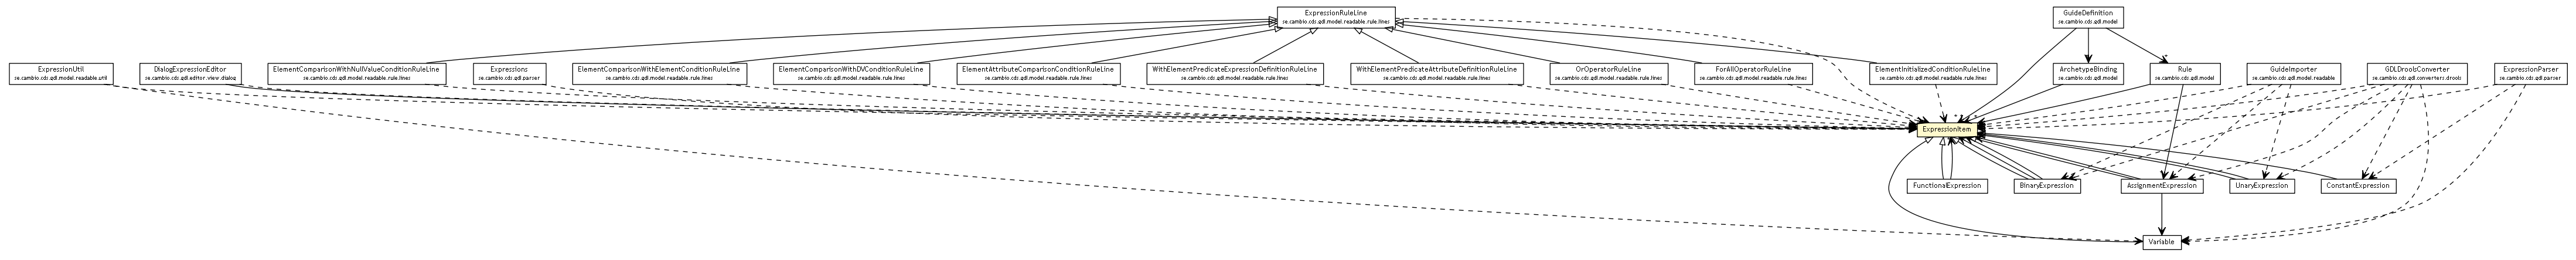 ExpressionRuleLine
se.cambio.cds.gdl.model.readable.rule.lines
GuideDefinition
se.cambio.cds.gdl.model
ExpressionUtil
se.cambio.cds.gdl.model.readable.util
DialogExpressionEditor
se.cambio.cds.gdl.editor.view.dialog
ElementComparisonWithNullValueConditionRuleLine
se.cambio.cds.gdl.model.readable.rule.lines
Expressions
se.cambio.cds.gdl.parser
ElementComparisonWithElementConditionRuleLine
se.cambio.cds.gdl.model.readable.rule.lines
ElementComparisonWithDVConditionRuleLine
se.cambio.cds.gdl.model.readable.rule.lines
ElementAttributeComparisonConditionRuleLine
se.cambio.cds.gdl.model.readable.rule.lines
WithElementPredicateExpressionDefinitionRuleLine
se.cambio.cds.gdl.model.readable.rule.lines
WithElementPredicateAttributeDefinitionRuleLine
se.cambio.cds.gdl.model.readable.rule.lines
OrOperatorRuleLine
se.cambio.cds.gdl.model.readable.rule.lines
ForAllOperatorRuleLine
se.cambio.cds.gdl.model.readable.rule.lines
ElementInitializedConditionRuleLine
se.cambio.cds.gdl.model.readable.rule.lines
ArchetypeBinding
se.cambio.cds.gdl.model
Rule
se.cambio.cds.gdl.model
GuideImporter
se.cambio.cds.gdl.model.readable
GDLDroolsConverter
se.cambio.cds.gdl.converters.drools
ExpressionParser
se.cambio.cds.gdl.parser
ExpressionItem
FunctionalExpression
BinaryExpression
AssignmentExpression
UnaryExpression
ConstantExpression
Variable